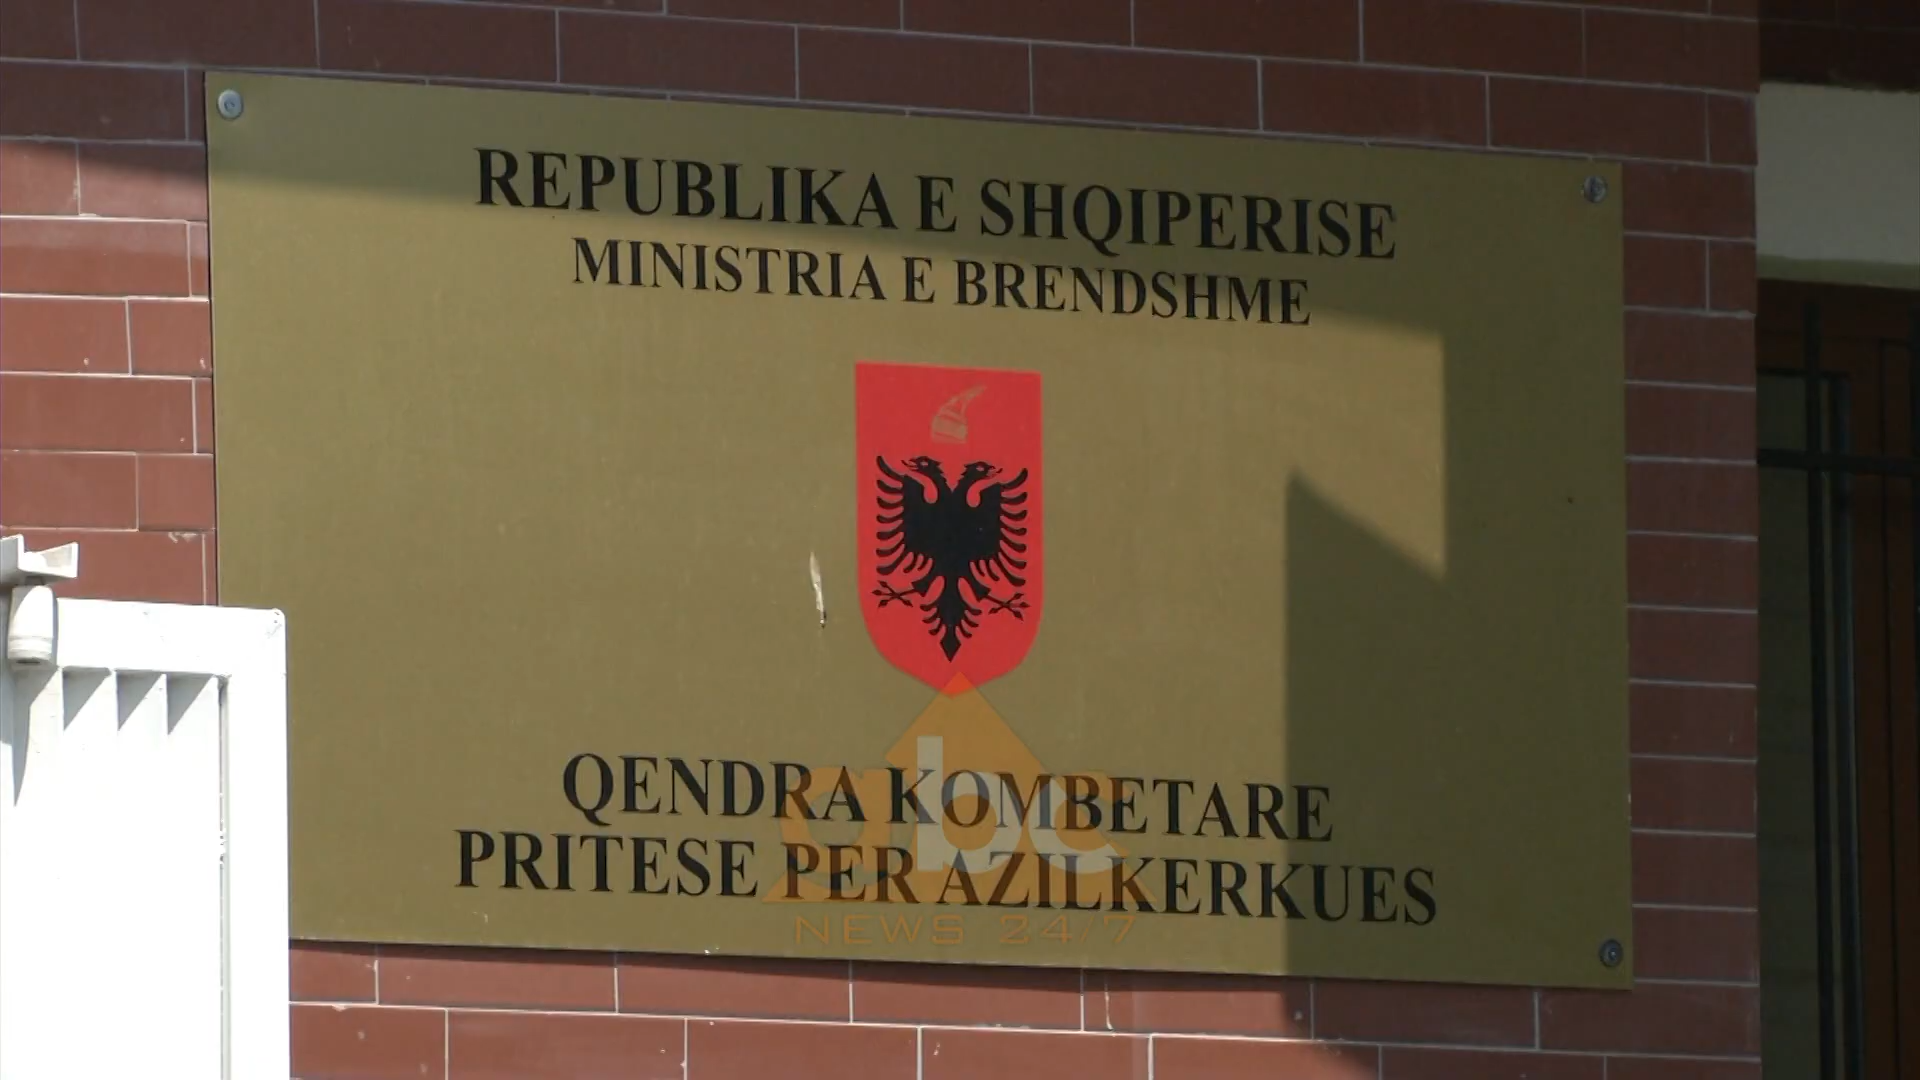 REPUBLIKA E SHQIPERISE
MINISTRIA E BRENDSHME
QENDRA KOMBETARE
PRITESE PER AZILKERKUES
abc
NEWS 24/7